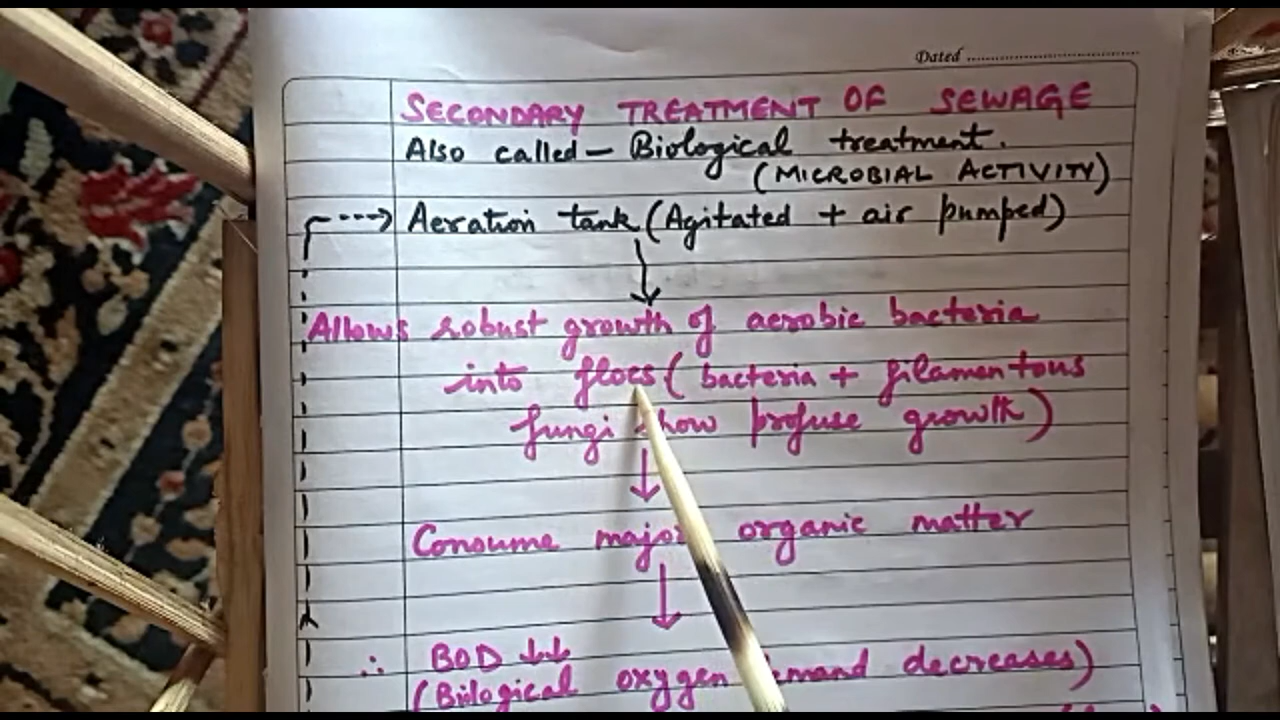 Dated
SECONDARY TREATMENT OF SEWAGE
Also called – Biological treatment.
(MICROBIAL ACTIVITY)
Aeration tank (Agitated + air pumped)
Allows robust growth of aerobic bacteria
into flocs (bacteria + filamentous
fungi show profuse growth)
Consume major organic matter
∴ BOD ↓↓
(Biological oxygen demand decreases)